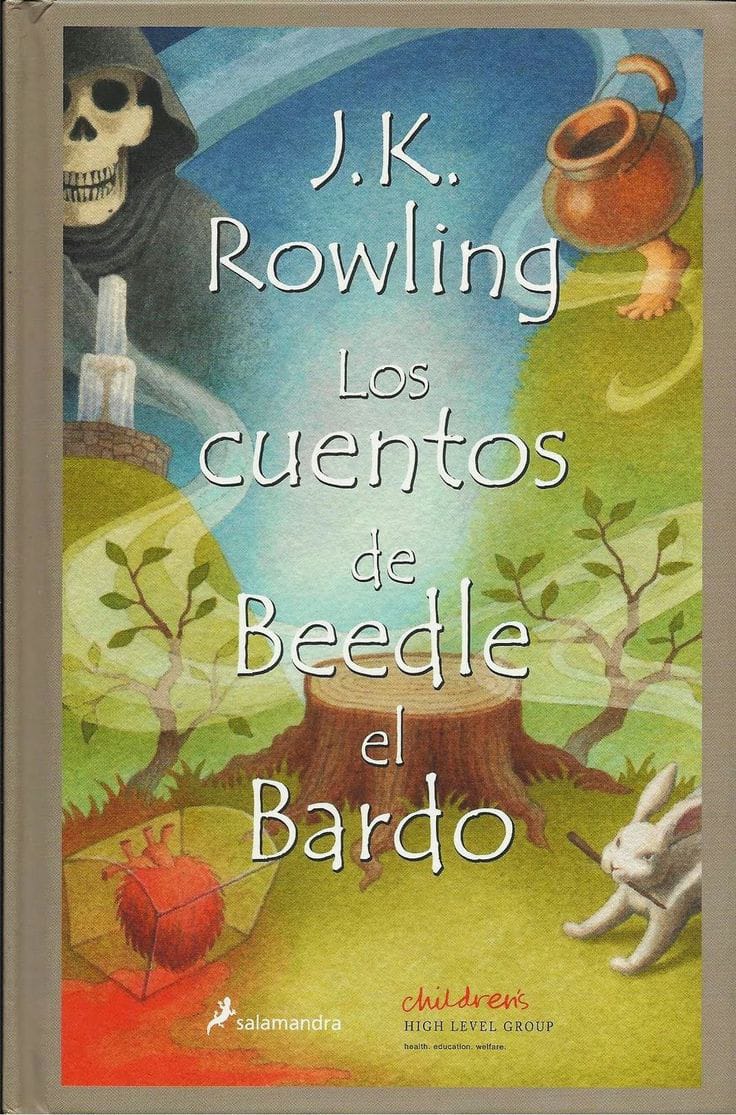 J.K.
Rowling
Los
cuentos
de
Beedle
el
Bardo
salamandra
children's
HIGH LEVEL GROUP
health. education. welfare.